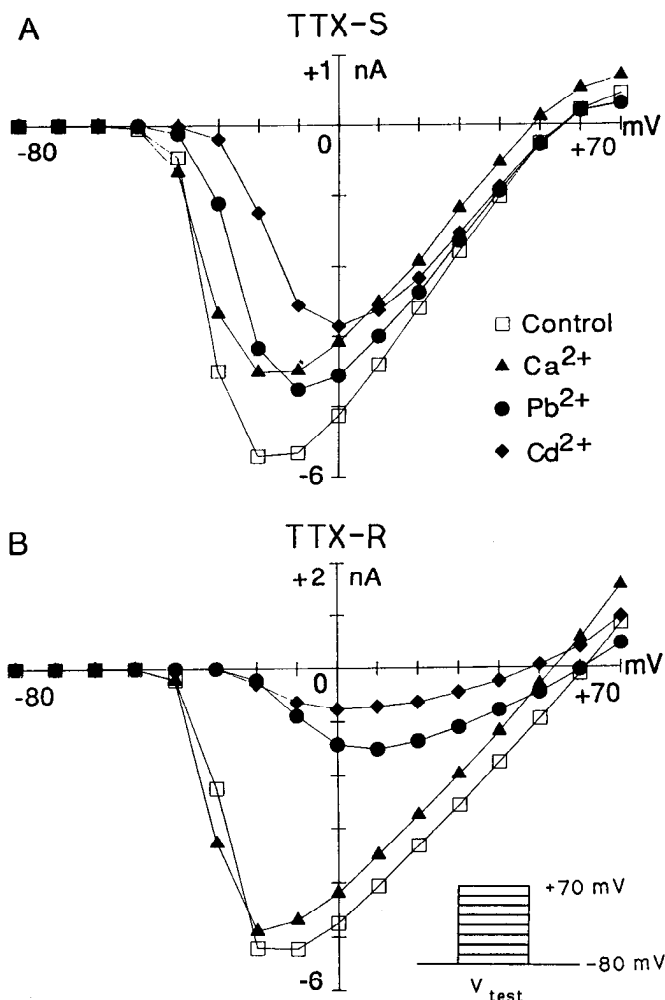 A
TTX-S
+1 nA
-80
0
+70
mV
-6
Control
Ca2+
Pb2+
Cd2+
B
TTX-R
+2 nA
-80
0
+70
mV
-6
+70 mV
-80 mV
Vtest